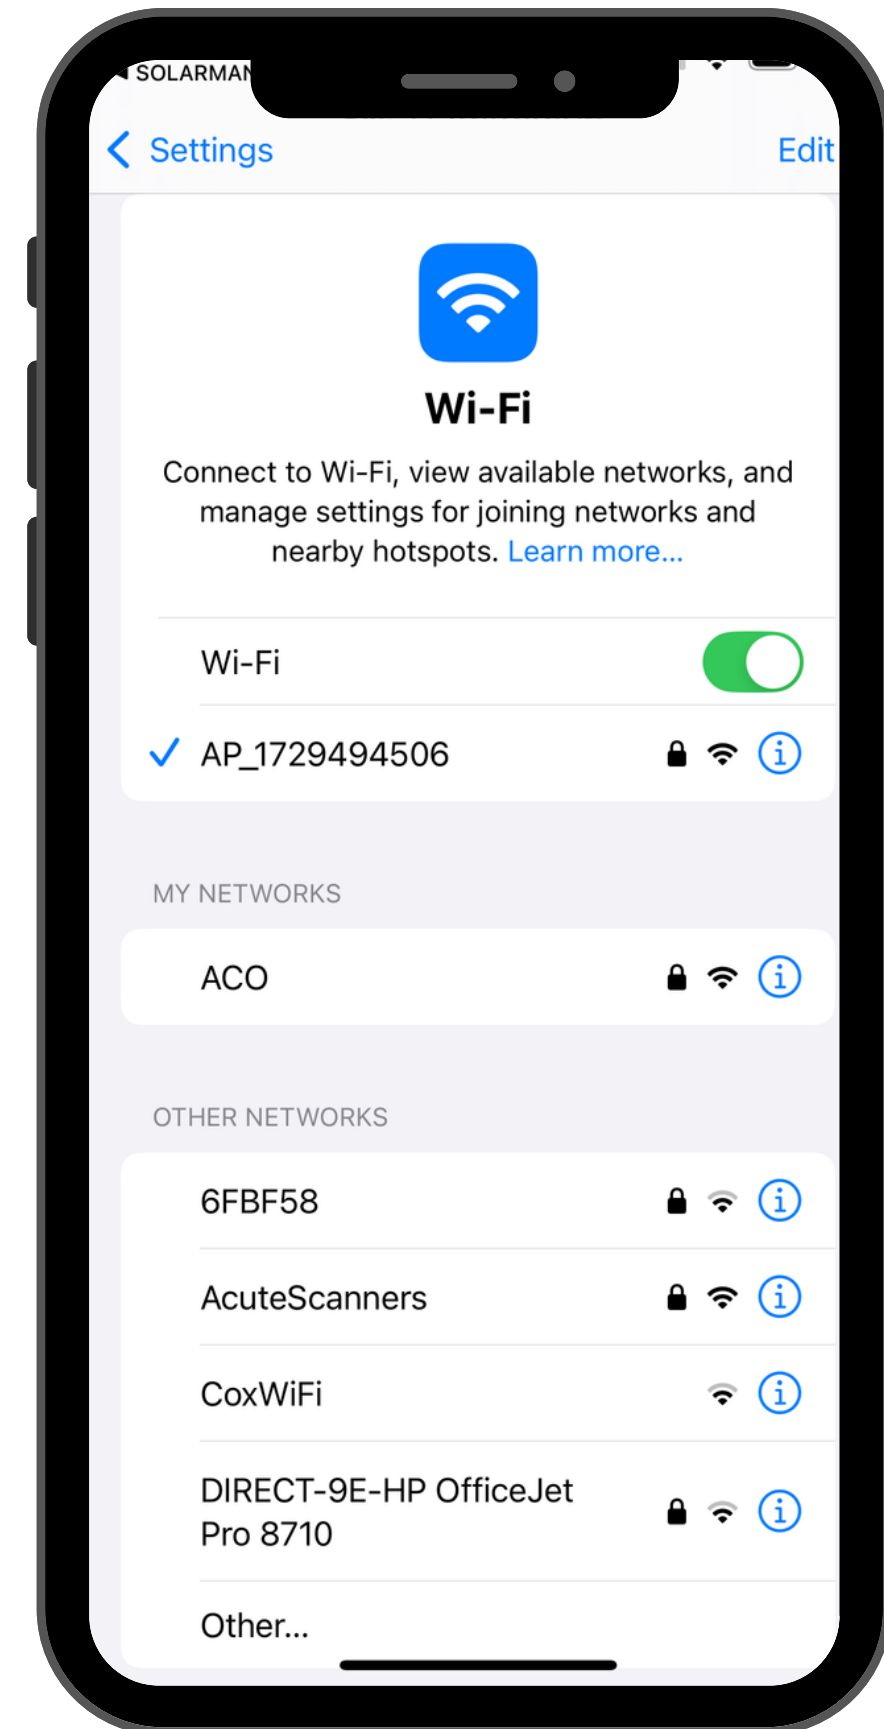 SOLARMAN
Settings
Edit
Wi-Fi
Connect to Wi-Fi, view available networks, and
manage settings for joining networks and
nearby hotspots. Learn more...
Wi-Fi
AP_1729494506
MY NETWORKS
ACO
OTHER NETWORKS
6FBF58
AcuteScanners
CoxWiFi
DIRECT-9E-HP OfficeJet
Pro 8710
Other...